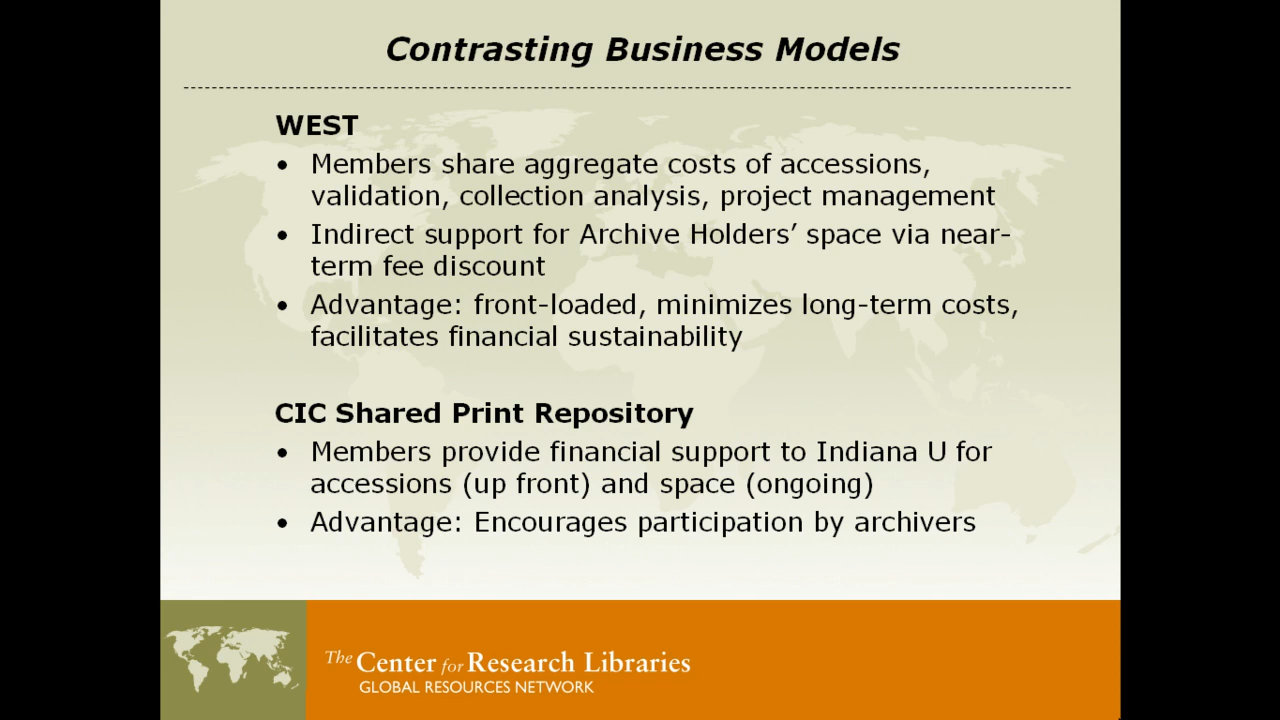 Contrasting Business Models
WEST
• Members share aggregate costs of accessions,
validation, collection analysis, project management
• Indirect support for Archive Holders’ space via near-
term fee discount
• Advantage: front-loaded, minimizes long-term costs,
facilitates financial sustainability
CIC Shared Print Repository
• Members provide financial support to Indiana U for
accessions (up front) and space (ongoing)
• Advantage: Encourages participation by archivers
The Center for Research Libraries
GLOBAL RESOURCES NETWORK